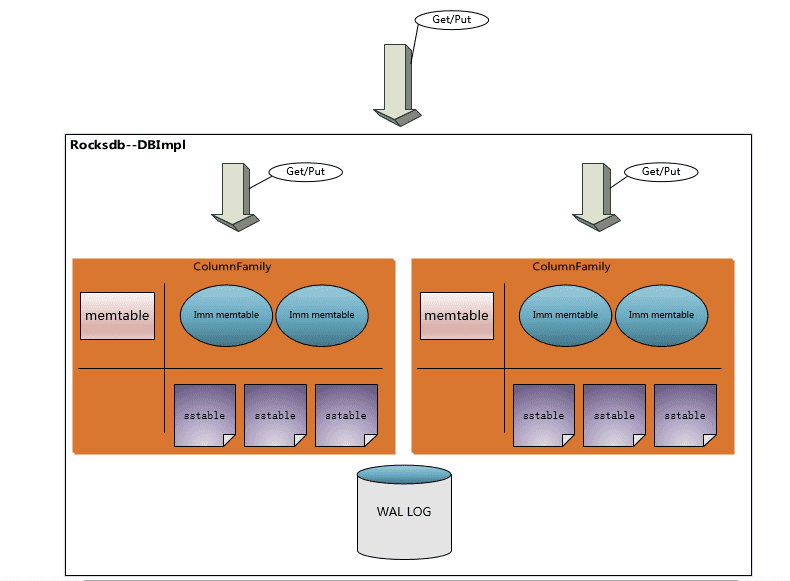 Get/Put
Rocksdb--DBImpl
Get/Put
Get/Put
ColumnFamily
memtable
Imm memtable
Imm memtable
sstable
sstable
sstable
ColumnFamily
memtable
Imm memtable
Imm memtable
sstable
sstable
sstable
WAL LOG